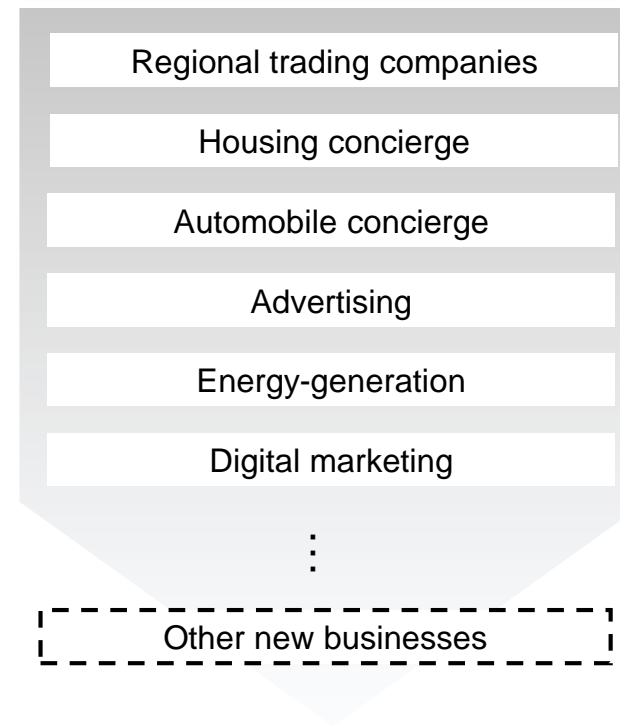 Regional trading companies
Housing concierge
Automobile concierge
Advertising
Energy-generation
Digital marketing
⋮
Other new businesses